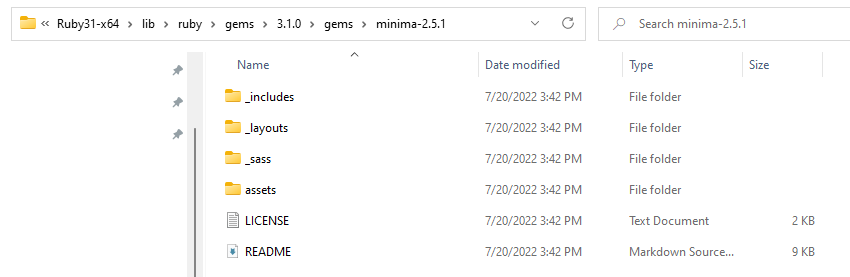 « Ruby31-x64 › lib › ruby › gems › 3.1.0 › gems › minima-2.5.1 Search minima-2.5.1
Name Date modified Type Size
_includes 7/20/2022 3:42 PM File folder
_layouts 7/20/2022 3:42 PM File folder
_sass 7/20/2022 3:42 PM File folder
assets 7/20/2022 3:42 PM File folder
LICENSE 7/20/2022 3:42 PM Text Document 2 KB
README 7/20/2022 3:42 PM Markdown Source... 9 KB